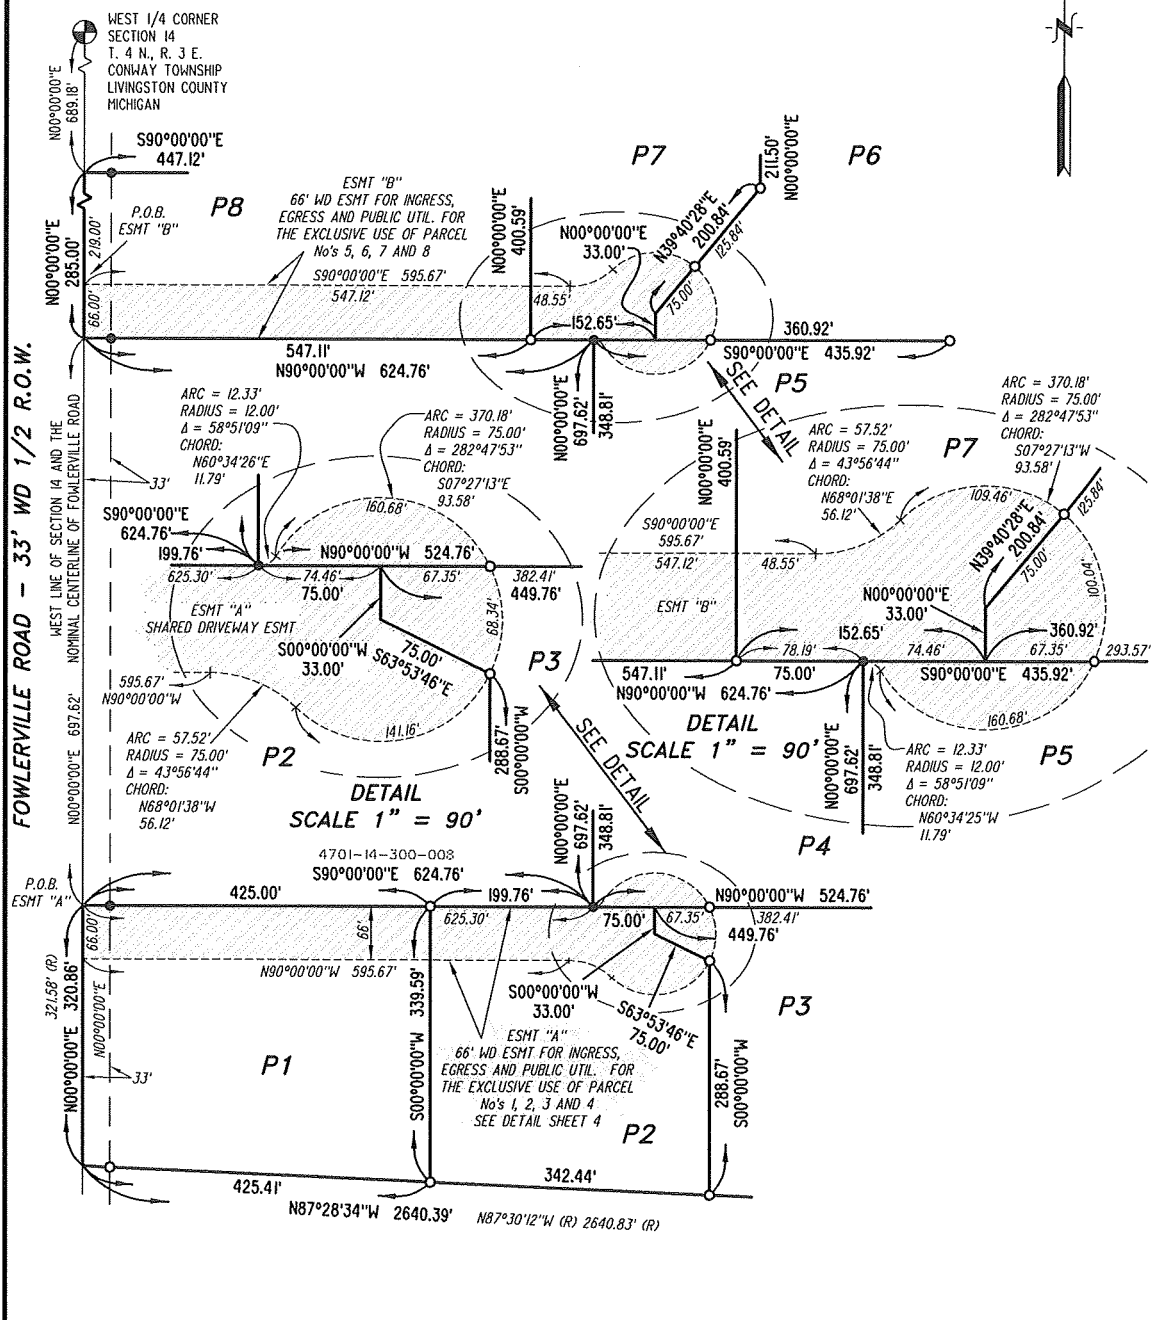 WEST 1/4 CORNER
SECTION 14
T. 4 N., R. 3 E.
CONWAY TOWNSHIP
LIVINGSTON COUNTY
MICHIGAN
N00°00'00"E
689.18'
N
S90°00'00"E
447.12'
P8
P7
P6
211.50'
N00°00'00"E
P.O.B.
ESMT "B"
ESMT "B"
66' WD ESMT FOR INGRESS,
EGRESS AND PUBLIC UTIL. FOR
THE EXCLUSIVE USE OF PARCEL
No's 5, 6, 7 AND 8
N00°00'00"E
285.00'
219.00'
66.00'
S90°00'00"E 595.67'
547.12'
48.55'
N00°00'00"E
400.59'
N00°00'00"E
33.00'
N39°40'28"E
200.84'
125.84'
75.00'
152.65'
360.92'
S90°00'00"E 435.92'
547.11'
N90°00'00"W 624.76'
N00°00'00"E
697.62'
348.81'
P5
SEE DETAIL
FOWLERVILLE ROAD - 33' WD 1/2 R.O.W.
WEST LINE OF SECTION 14 AND THE
NOMINAL CENTERLINE OF FOWLERVILLE ROAD
N00°00'00"E 697.62'
33'
ARC = 12.33'
RADIUS = 12.00'
Δ = 58°51'09"
CHORD:
N60°34'26"E
11.79'
ARC = 370.18'
RADIUS = 75.00'
Δ = 282°47'53"
CHORD:
S07°27'13"E
93.58'
160.68'
S90°00'00"E
624.76'
199.76'
625.30'
N90°00'00"W 524.76'
74.46'
75.00'
67.35'
382.41'
449.76'
ESMT "A"
SHARED DRIVEWAY ESMT
S00°00'00"W
33.00'
75.00'
S63°53'46"E
68.34'
P3
595.67'
N90°00'00"W
141.16'
288.67'
S00°00'00"W
ARC = 57.52'
RADIUS = 75.00'
Δ = 43°56'44"
CHORD:
N68°01'38"W
56.12'
P2
DETAIL
SCALE 1" = 90'
SEE DETAIL
ARC = 370.18'
RADIUS = 75.00'
Δ = 282°47'53"
CHORD:
S07°27'13"W
93.58'
ARC = 57.52'
RADIUS = 75.00'
Δ = 43°56'44"
CHORD:
N68°01'38"E
56.12'
P7
N00°00'00"E
400.59'
109.46'
125.84'
N39°40'28"E
200.84'
75.00'
100.04'
S90°00'00"E
595.67'
547.12'
48.55'
ESMT "B"
N00°00'00"E
33.00'
152.65'
360.92'
78.19'
74.46'
67.35'
293.57'
547.11'
75.00'
S90°00'00"E 435.92'
N90°00'00"W 624.76'
160.68'
DETAIL
SCALE 1" = 90'
N00°00'00"E
697.62'
348.81'
ARC = 12.33'
RADIUS = 12.00'
Δ = 58°51'09"
CHORD:
N60°34'25"W
11.79'
P5
P4
4701-14-300-008
S90°00'00"E 624.76'
N00°00'00"E
697.62'
348.81'
P.O.B.
ESMT "A"
425.00'
199.76'
625.30'
75.00'
67.35'
N90°00'00"W 524.76'
382.41'
449.76'
66.00'
66'
N90°00'00"W 595.67'
321.58' (R)
N00°00'00"E 320.86'
N00°00'00"E
33'
S00°00'00"W 339.59'
S00°00'00"W
33.00'
S63°53'46"E
75.00'
P3
P1
ESMT "A"
66' WD ESMT FOR INGRESS,
EGRESS AND PUBLIC UTIL. FOR
THE EXCLUSIVE USE OF PARCEL
No's 1, 2, 3 AND 4
SEE DETAIL SHEET 4
P2
288.67'
S00°00'00"W
425.41'
342.44'
N87°28'34"W 2640.39'
N87°30'12"W (R) 2640.83' (R)